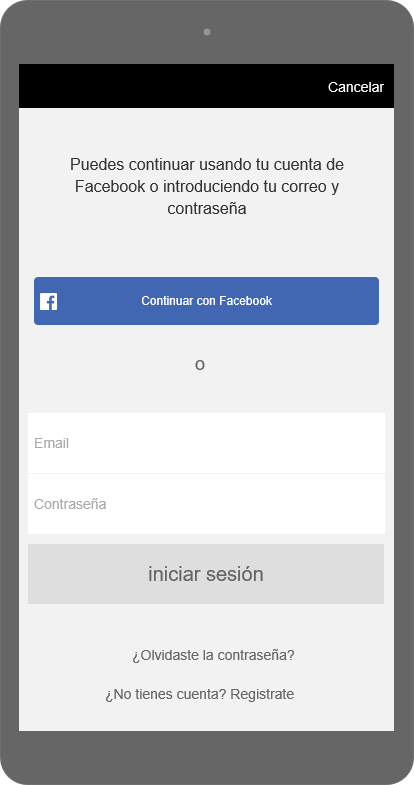 Cancelar
Puedes continuar usando tu cuenta de
Facebook o introduciendo tu correo y
contraseña
Continuar con Facebook
o
Email
Contraseña
iniciar sesión
¿Olvidaste la contraseña?
¿No tienes cuenta? Registrate